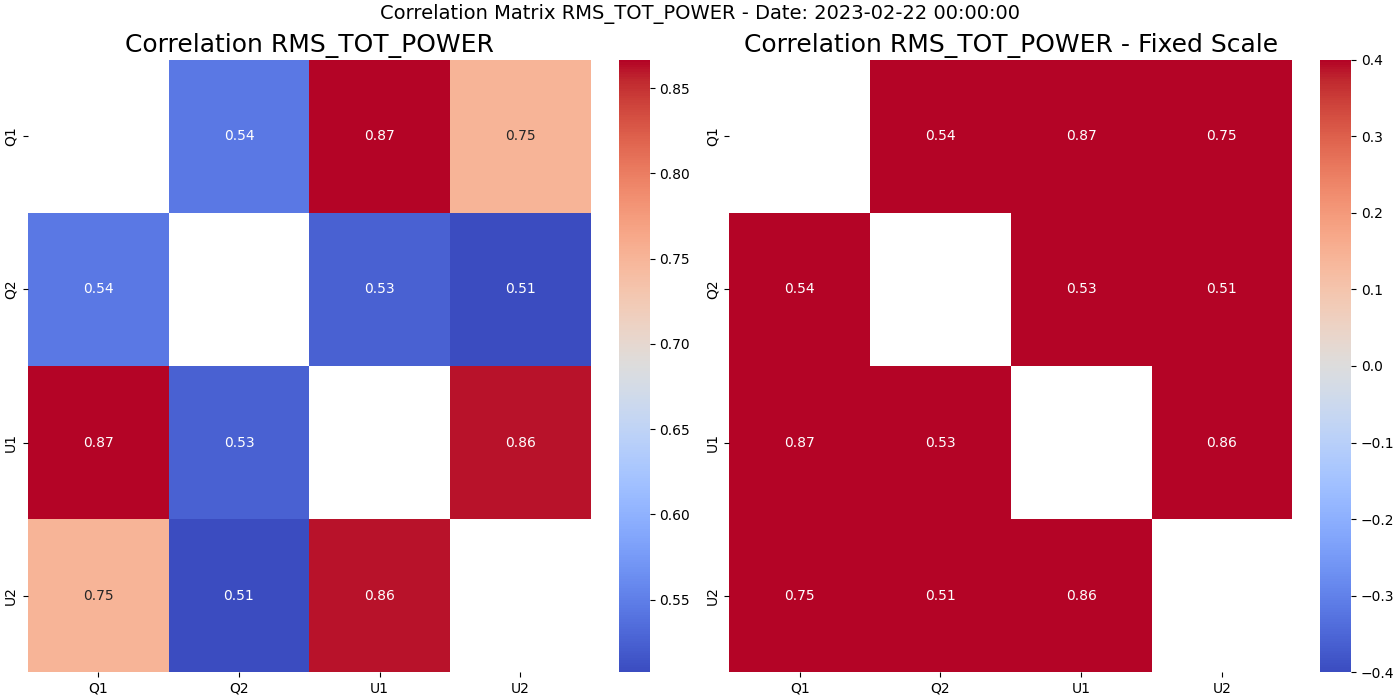 Correlation Matrix RMS_TOT_POWER - Date: 2023-02-22 00:00:00
Correlation RMS_TOT_POWER
Q1
0.54
0.87
0.75
Q2
0.54
0.53
0.51
U1
0.87
0.53
0.86
U2
0.75
0.51
0.86
Q1
Q2
U1
U2
0.85
0.80
0.75
0.70
0.65
0.60
0.55
Correlation RMS_TOT_POWER - Fixed Scale
Q1
0.54
0.87
0.75
Q2
0.54
0.53
0.51
U1
0.87
0.53
0.86
U2
0.75
0.51
0.86
Q1
Q2
U1
U2
0.4
0.3
0.2
0.1
0.0
−0.1
−0.2
−0.3
−0.4